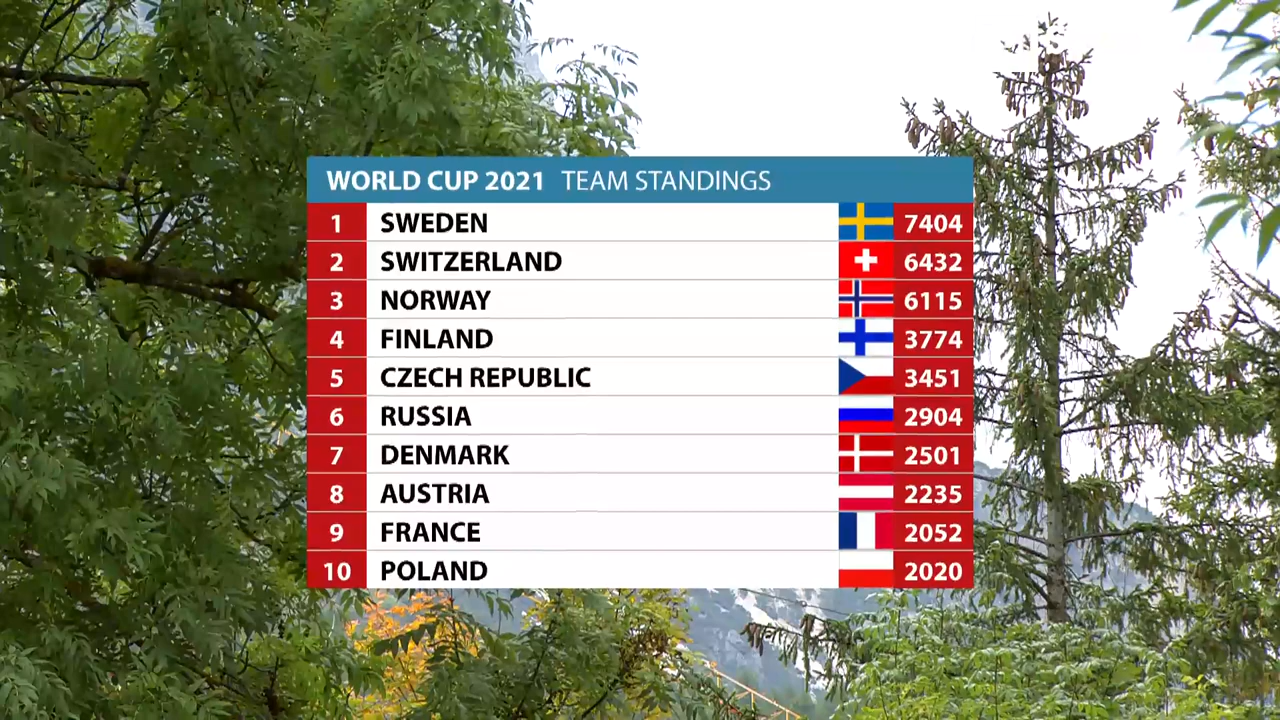 WORLD CUP 2021 TEAM STANDINGS
1 SWEDEN 7404
2 SWITZERLAND 6432
3 NORWAY 6115
4 FINLAND 3774
5 CZECH REPUBLIC 3451
6 RUSSIA 2904
7 DENMARK 2501
8 AUSTRIA 2235
9 FRANCE 2052
10 POLAND 2020